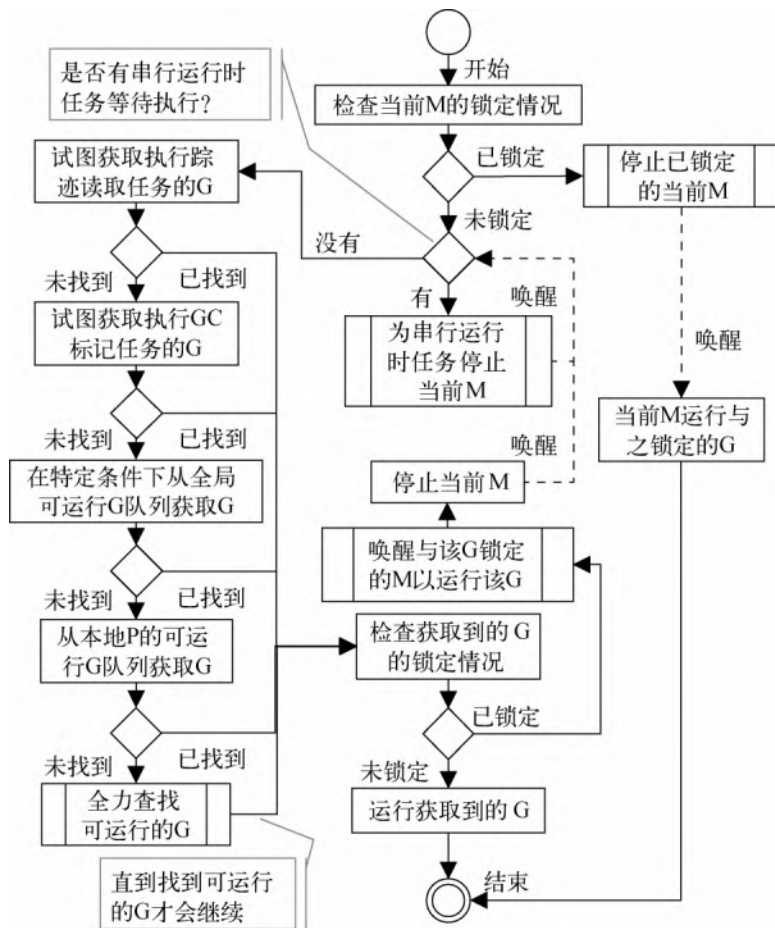 开始
是否有串行运行时
任务等待执行？
检查当前M的锁定情况
已锁定
停止已锁定
的当前M
未锁定
试图获取执行踪
迹读取任务的G
没有
有
唤醒
未找到
已找到
试图获取执行GC
标记任务的G
为串行运行
时任务停止
当前M
唤醒
当前M运行与
之锁定的G
未找到
已找到
唤醒
在特定条件下从全局
可运行G队列获取G
停止当前M
唤醒与该G锁定
的M以运行该G
未找到
已找到
从本地P的可运
行G队列获取G
检查获取到的G
的锁定情况
已锁定
未找到
已找到
未锁定
全力查找
可运行的G
运行获取到的G
直到找到可运行
的G才会继续
结束